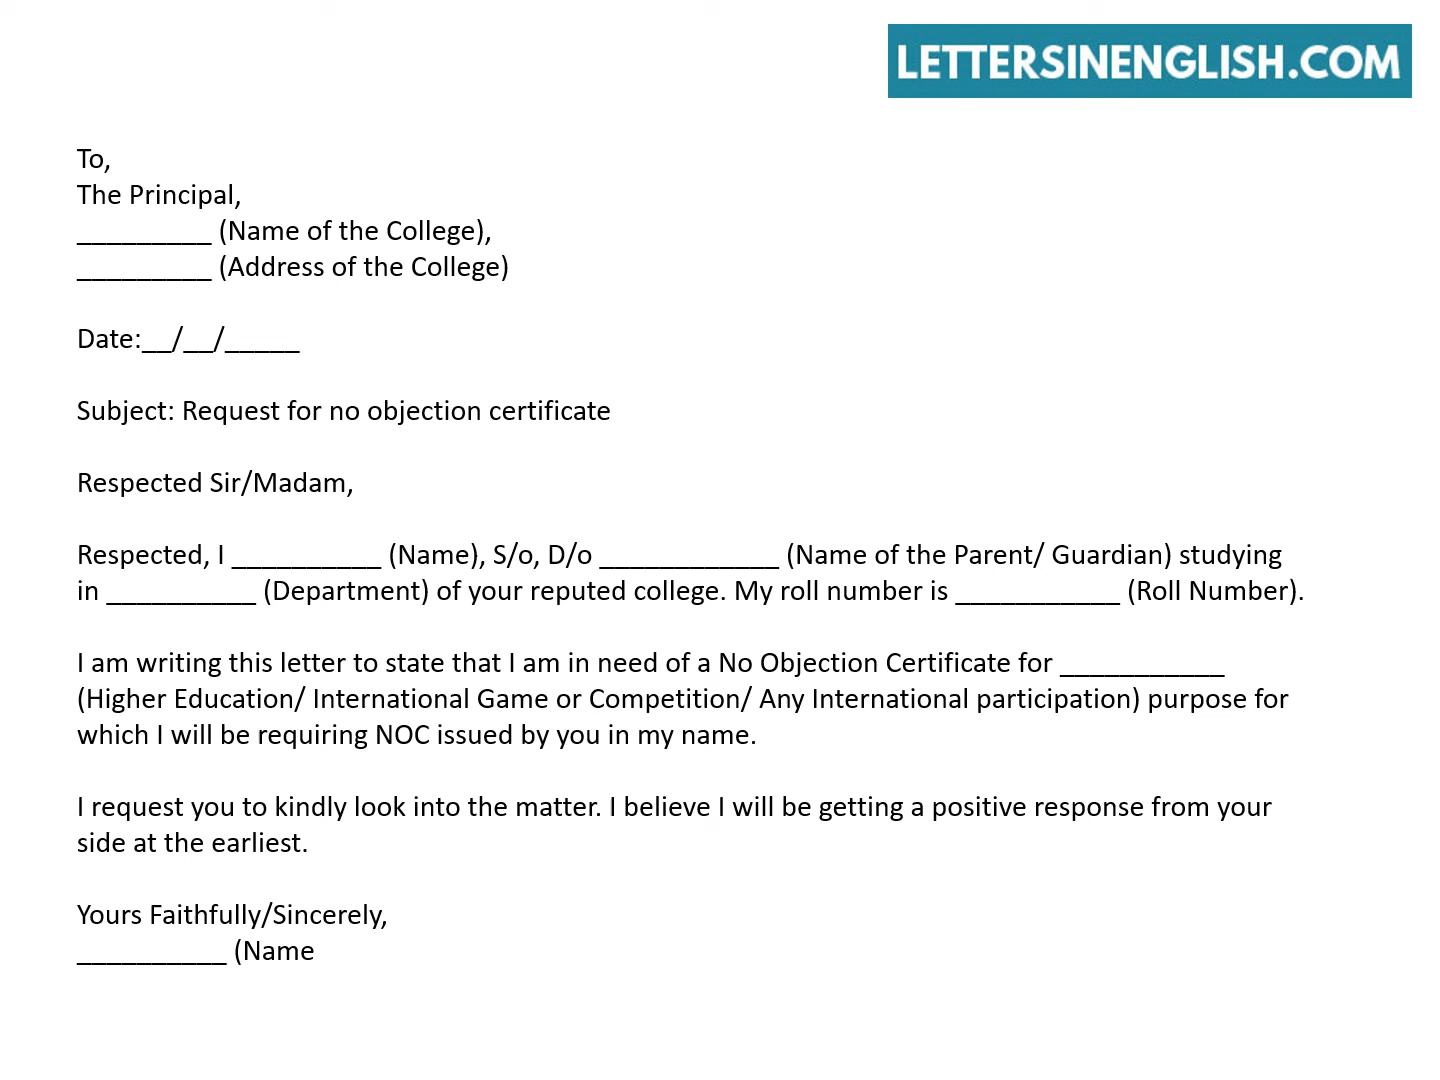 LETTERSINENGLISH.COM
To,
The Principal,
_________ (Name of the College),
_________ (Address of the College)
Date:__/__/_____
Subject: Request for no objection certificate
Respected Sir/Madam,
Respected, I __________ (Name), S/o, D/o ____________ (Name of the Parent/ Guardian) studying
in __________ (Department) of your reputed college. My roll number is ___________ (Roll Number).
I am writing this letter to state that I am in need of a No Objection Certificate for ___________
(Higher Education/ International Game or Competition/ Any International participation) purpose for
which I will be requiring NOC issued by you in my name.
I request you to kindly look into the matter. I believe I will be getting a positive response from your
side at the earliest.
Yours Faithfully/Sincerely,
__________ (Name